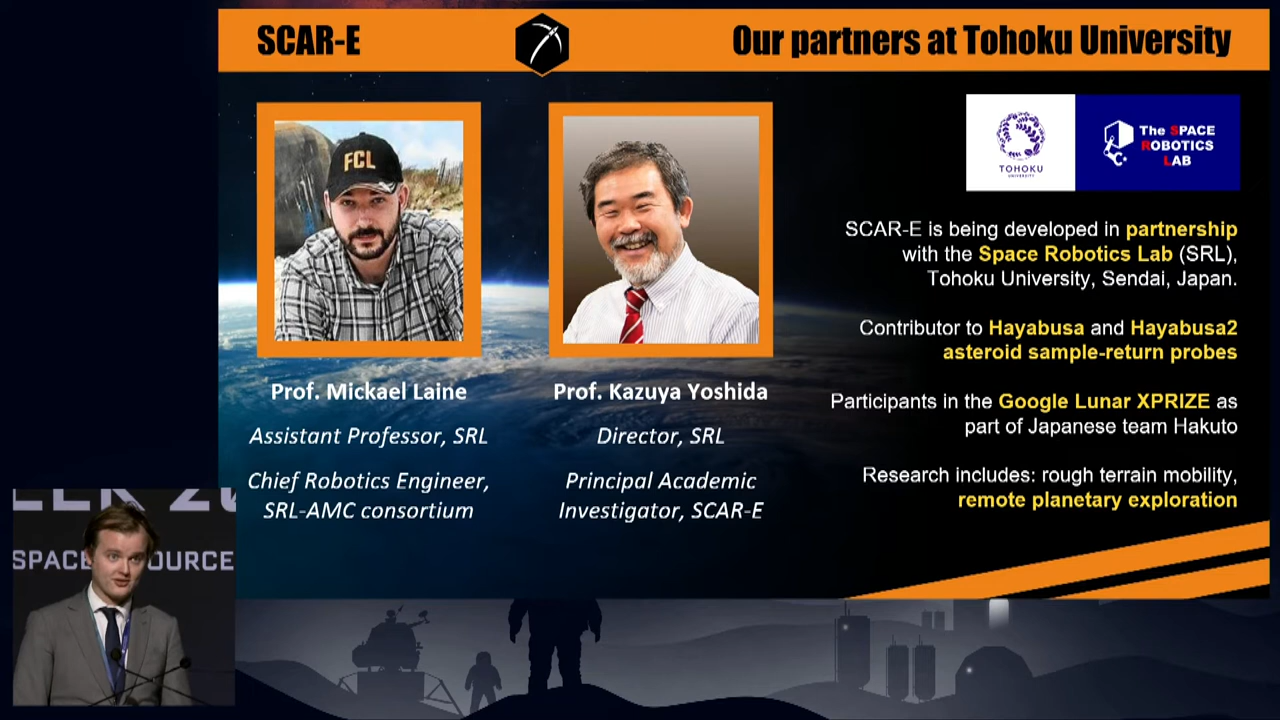 SCAR-E
Our partners at Tohoku University
FCL
TOHOKU
UNIVERSITY
The SPACE
ROBOTICS
LAB
SCAR-E is being developed in partnership
with the Space Robotics Lab (SRL),
Tohoku University, Sendai, Japan.
Contributor to Hayabusa and Hayabusa2
asteroid sample-return probes
Participants in the Google Lunar XPRIZE as
part of Japanese team Hakuto
Research includes: rough terrain mobility,
remote planetary exploration
Prof. Mickael Laine
Assistant Professor, SRL
Chief Robotics Engineer,
SRL-AMC consortium
Prof. Kazuya Yoshida
Director, SRL
Principal Academic
Investigator, SCAR-E
SPACE